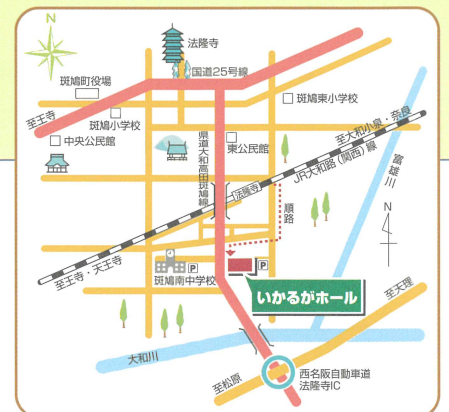 N
法隆寺
国道25号線
斑鳩町役場
斑鳩東小学校
至王寺
斑鳩小学校
中央公民館
東公民館
県道大和高田斑鳩線
至大和小泉・奈良
JR大和路(関西)線
富雄川
法隆寺
順路
N
至王寺・天王寺
P
P
斑鳩南中学校
いかるがホール
至天理
大和川
至松原
西名阪自動車道
法隆寺IC